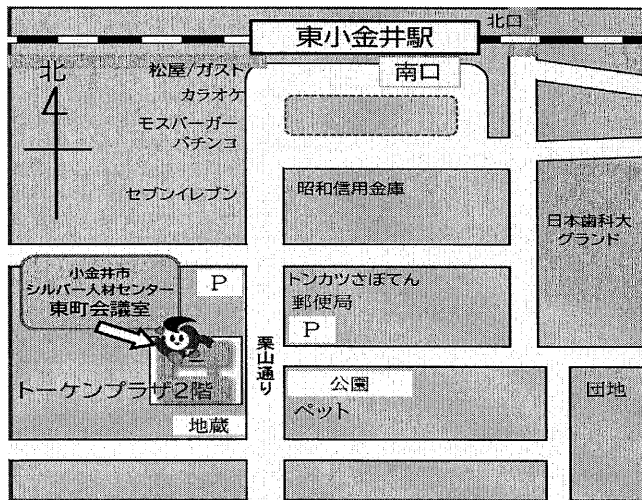 北口
東小金井駅
南口
北
松屋/ガスト
カラオケ
モスバーガー
パチンコ
セブンイレブン
昭和信用金庫
日本歯科大
グランド
小金井市
シルバー人材センター
東町会議室
P
トンカツさぼてん
郵便局
P
栗山通り
トーケンプラザ2階
地蔵
公園
ペット
団地